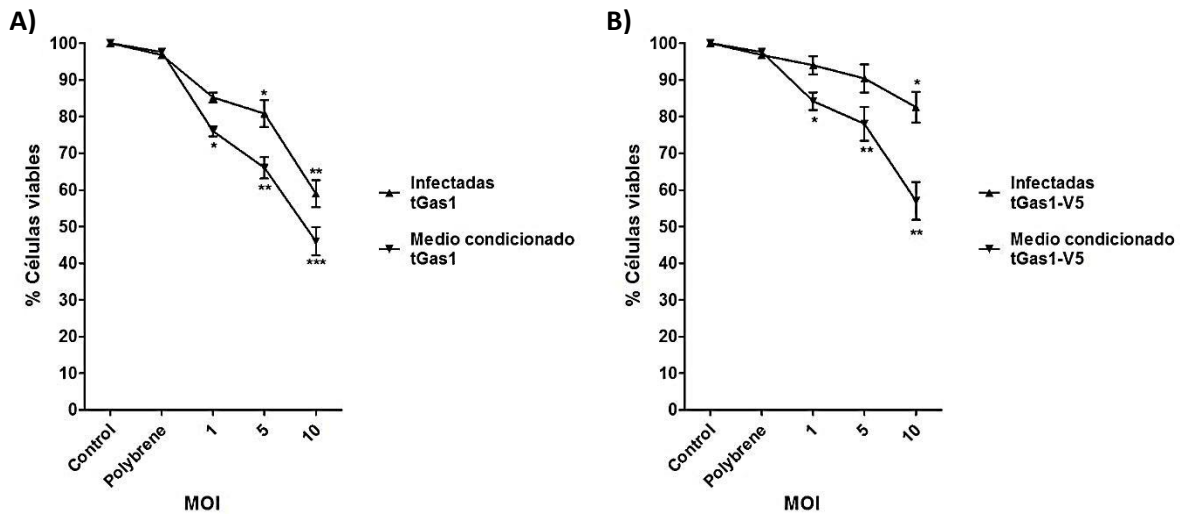 A)
% Células viables
100
90
80
70
60
50
40
30
20
10
0
*
*
**
**
**
***
Control
Polybrene
1
5
10
MOI
Infectadas
tGas1
Medio condicionado
tGas1
B)
% Células viables
100
90
80
70
60
50
40
30
20
10
0
*
*
**
**
Control
Polybrene
1
5
10
MOI
Infectadas
tGas1-V5
Medio condicionado
tGas1-V5